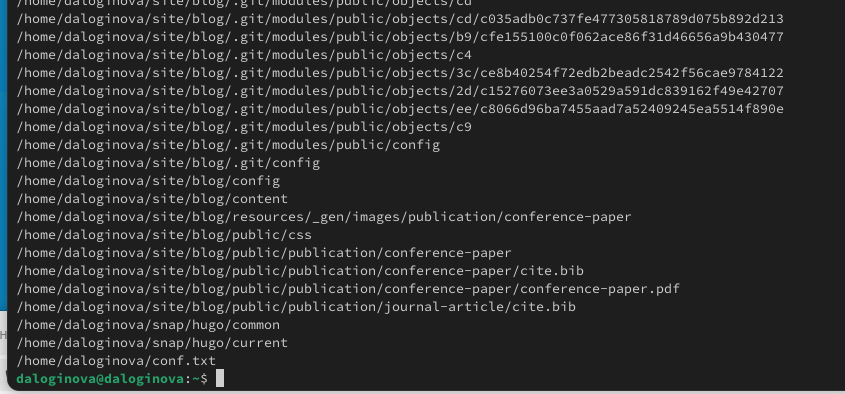 /home/daloginova/site/blog/.git/modules/public/objects/cd
/home/daloginova/site/blog/.git/modules/public/objects/cd/c035adb0c737fe477305818789d075b892d213
/home/daloginova/site/blog/.git/modules/public/objects/b9/cfe155100c0f062ace86f31d46656a9b430477
/home/daloginova/site/blog/.git/modules/public/objects/c4
/home/daloginova/site/blog/.git/modules/public/objects/3c/ce8b40254f72edb2beadc2542f56cae9784122
/home/daloginova/site/blog/.git/modules/public/objects/2d/c15276073ee3a0529a591dc839162f49e42707
/home/daloginova/site/blog/.git/modules/public/objects/ee/c8066d96ba7455aad7a52409245ea5514f890e
/home/daloginova/site/blog/.git/modules/public/objects/c9
/home/daloginova/site/blog/.git/modules/public/config
/home/daloginova/site/blog/.git/config
/home/daloginova/site/blog/config
/home/daloginova/site/blog/content
/home/daloginova/site/blog/resources/_gen/images/publication/conference-paper
/home/daloginova/site/blog/public/css
/home/daloginova/site/blog/public/publication/conference-paper
/home/daloginova/site/blog/public/publication/conference-paper/cite.bib
/home/daloginova/site/blog/public/publication/conference-paper/conference-paper.pdf
/home/daloginova/site/blog/public/publication/journal-article/cite.bib
/home/daloginova/snap/hugo/common
/home/daloginova/snap/hugo/current
/home/daloginova/conf.txt
daloginova@daloginova:~$